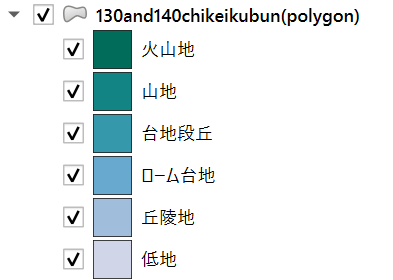 130and140chikeikubun(polygon)
火山地
山地
台地段丘
ローム台地
丘陵地
低地